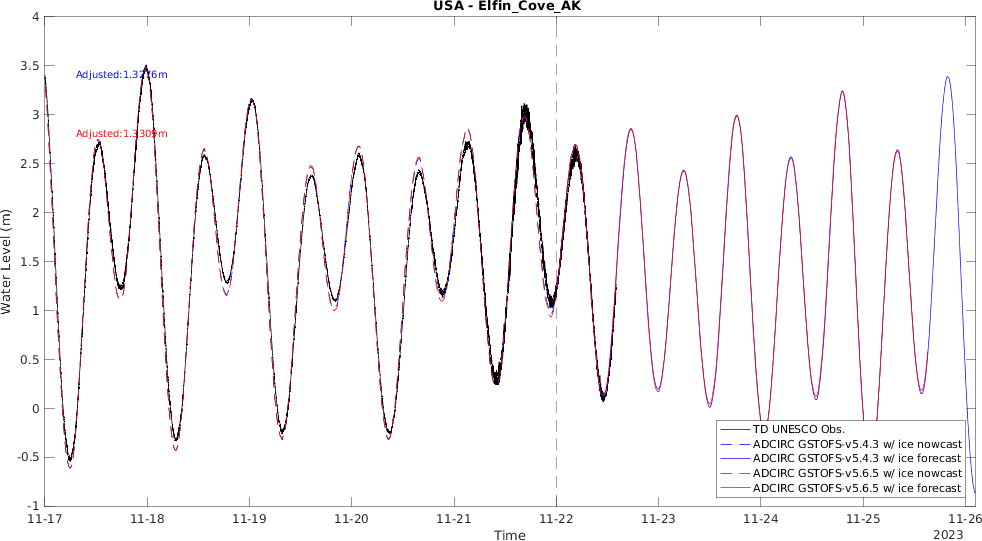 USA - Elfin_Cove_AK
4
3.5
3
2.5
2
1.5
1
0.5
0
-0.5
-1
Water Level (m)
Adjusted:1.3276m
Adjusted:1.3309m
TD UNESCO Obs.
ADCIRC GSTOFS-v5.4.3 w/ ice nowcast
ADCIRC GSTOFS-v5.4.3 w/ ice forecast
ADCIRC GSTOFS-v5.6.5 w/ ice nowcast
ADCIRC GSTOFS-v5.6.5 w/ ice forecast
11-17 11-18 11-19 11-20 11-21 11-22 11-23 11-24 11-25 11-26
Time
2023